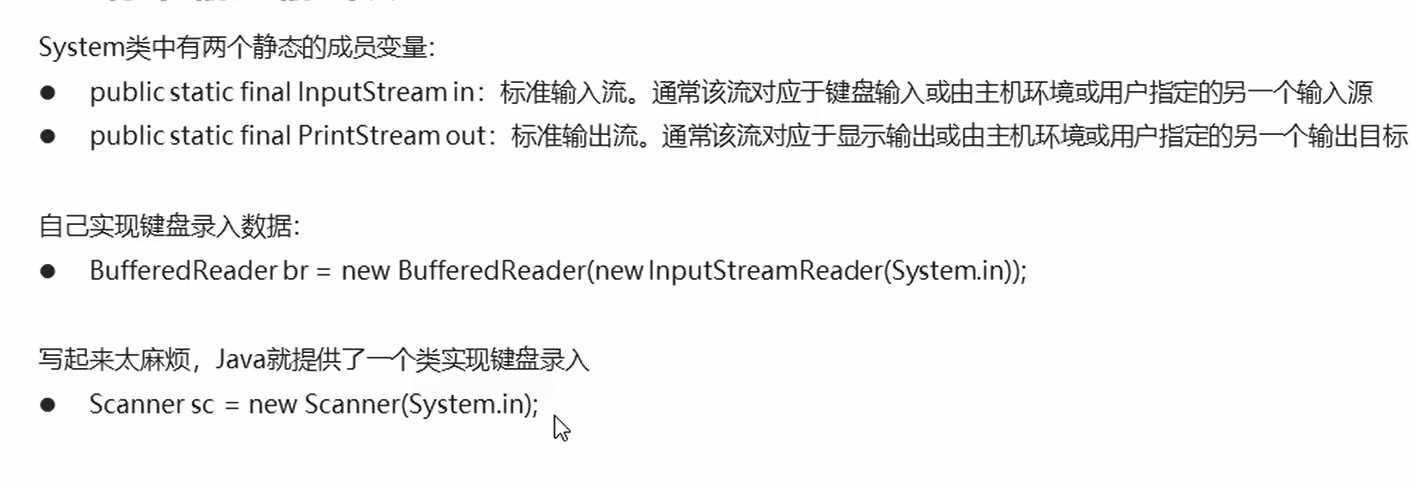 System类中有两个静态的成员变量：
● public static final InputStream in：标准输入流。通常该流对应于键盘输入或由主机环境或用户指定的另一个输入源
● public static final PrintStream out：标准输出流。通常该流对应于显示输出或由主机环境或用户指定的另一个输出目标
自己实现键盘录入数据：
● BufferedReader br = new BufferedReader(new InputStreamReader(System.in));
写起来太麻烦，Java就提供了一个类实现键盘录入
● Scanner sc = new Scanner(System.in);